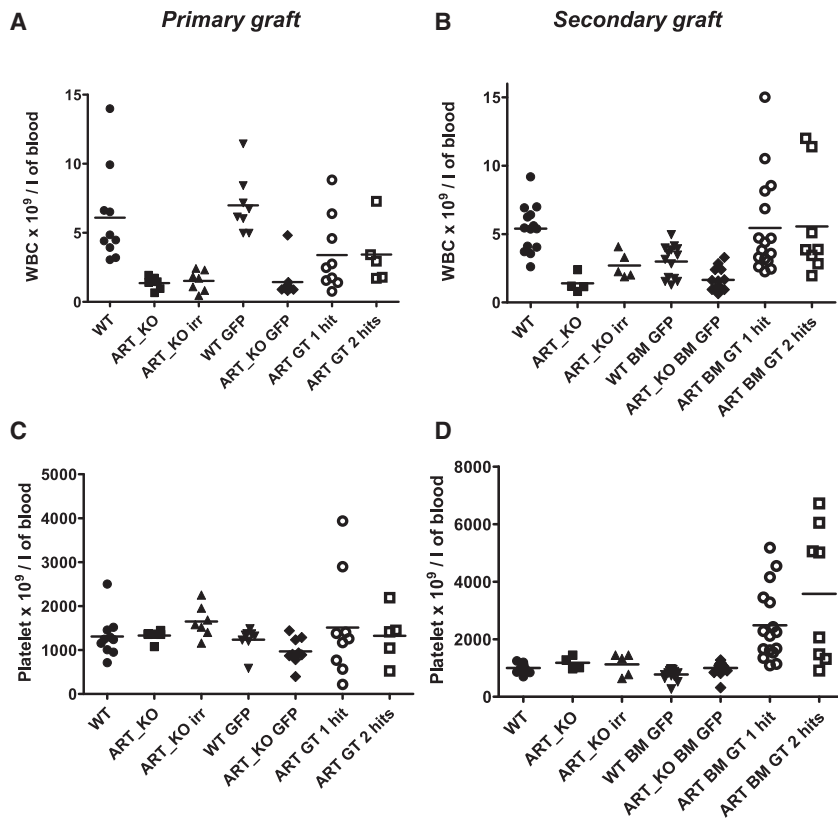 A
Primary graft
B
Secondary graft
WBC x 10⁹ / l of blood
15
10
5
0
WT
ART_KO
ART_KO irr
WT GFP
ART_KO GFP
ART GT 1 hit
ART GT 2 hits
WBC x 10⁹ / l of blood
15
10
5
0
WT
ART_KO
ART_KO irr
WT BM GFP
ART_KO BM GFP
ART BM GT 1 hit
ART BM GT 2 hits
C
Platelet x 10⁹ / l of blood
5000
4000
3000
2000
1000
0
WT
ART_KO
ART_KO irr
WT GFP
ART_KO GFP
ART GT 1 hit
ART GT 2 hits
D
Platelet x 10⁹ / l of blood
8000
6000
4000
2000
0
WT
ART_KO
ART_KO irr
WT BM GFP
ART_KO BM GFP
ART BM GT 1 hit
ART BM GT 2 hits